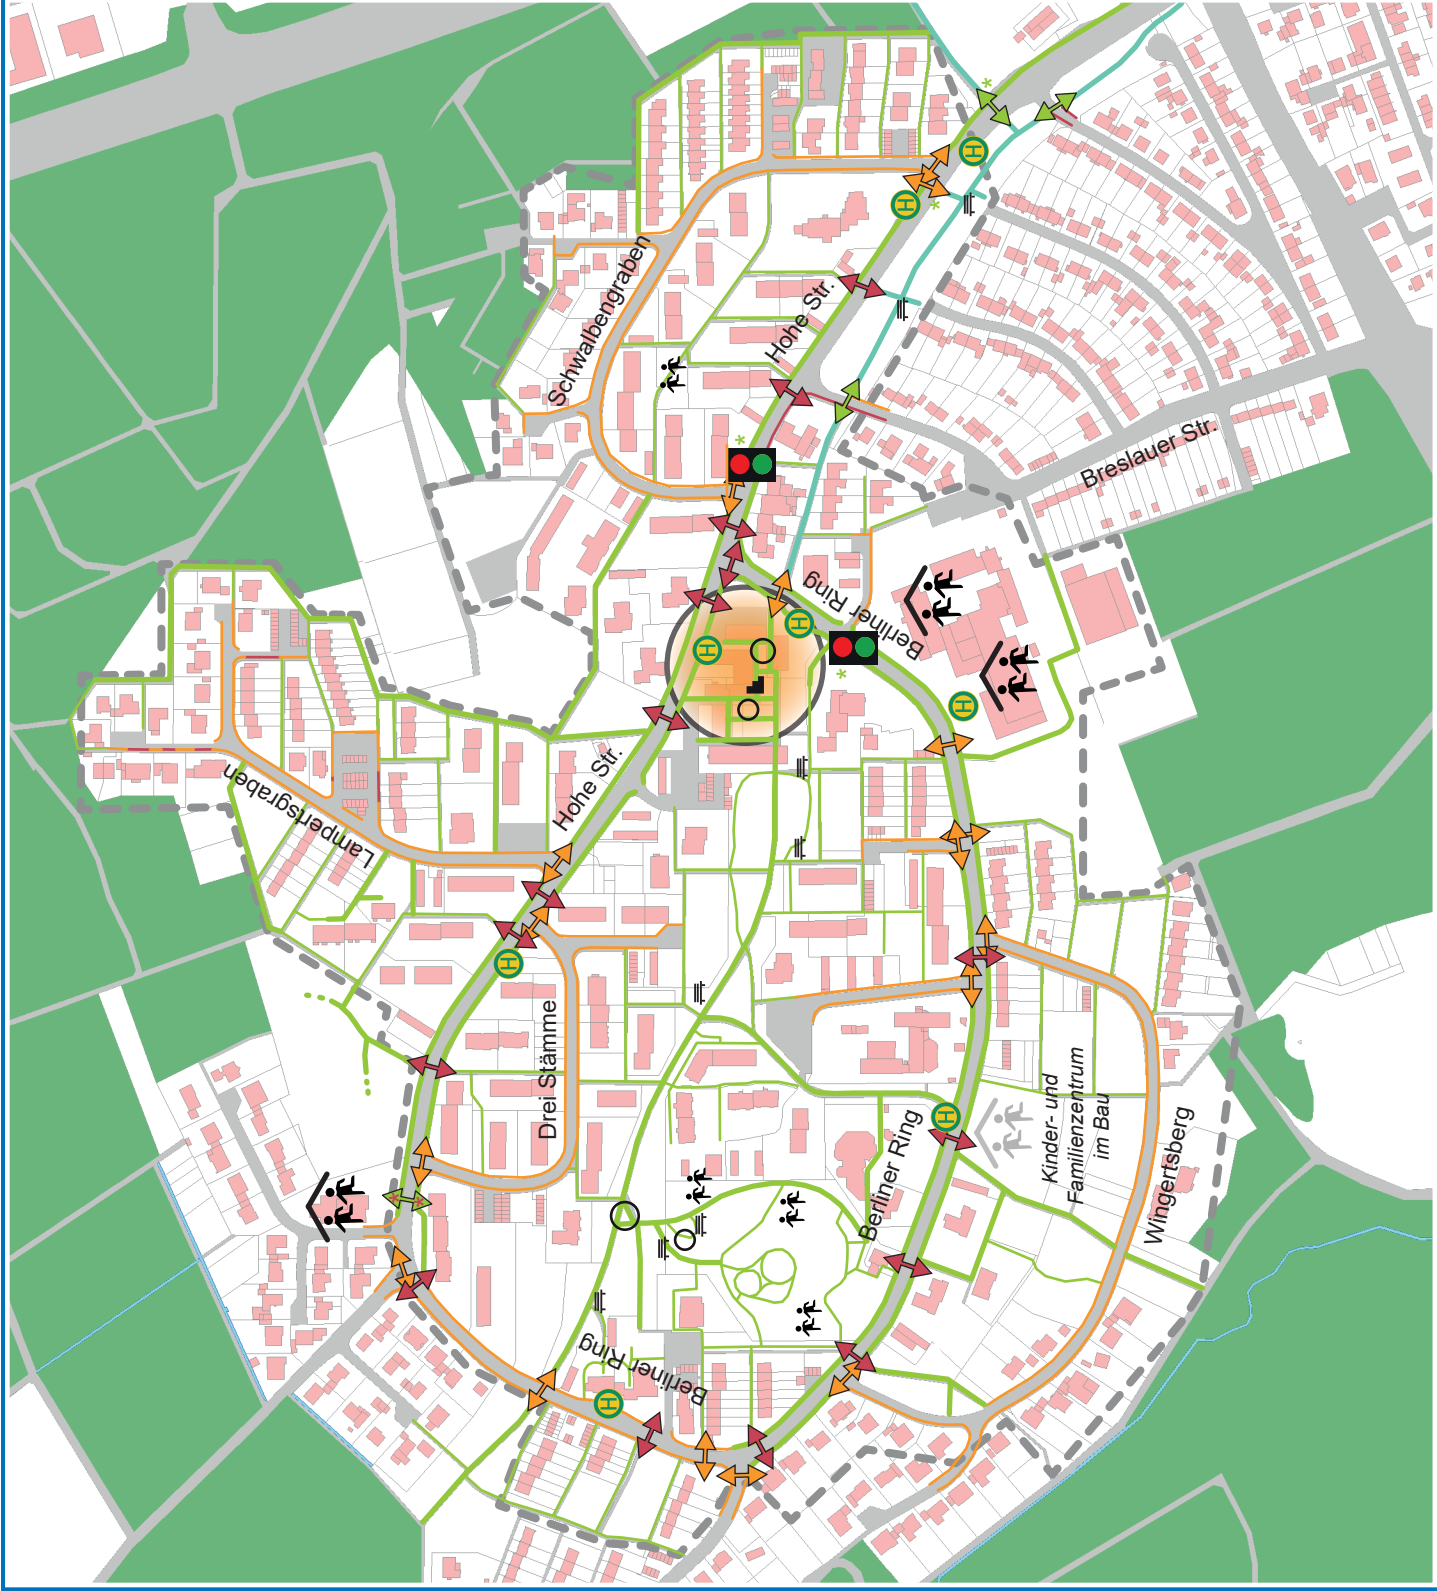 Schwalbengraben
Hohe Str.
Breslauer Str.
Berliner Ring
Lampertsgraben
Hohe Str.
Drei Stämme
Kinder- und
Familienzentrum
im Bau
Berliner Ring
Wingertsberg
Berliner Ring
H
H
H
H
H
H
H
H